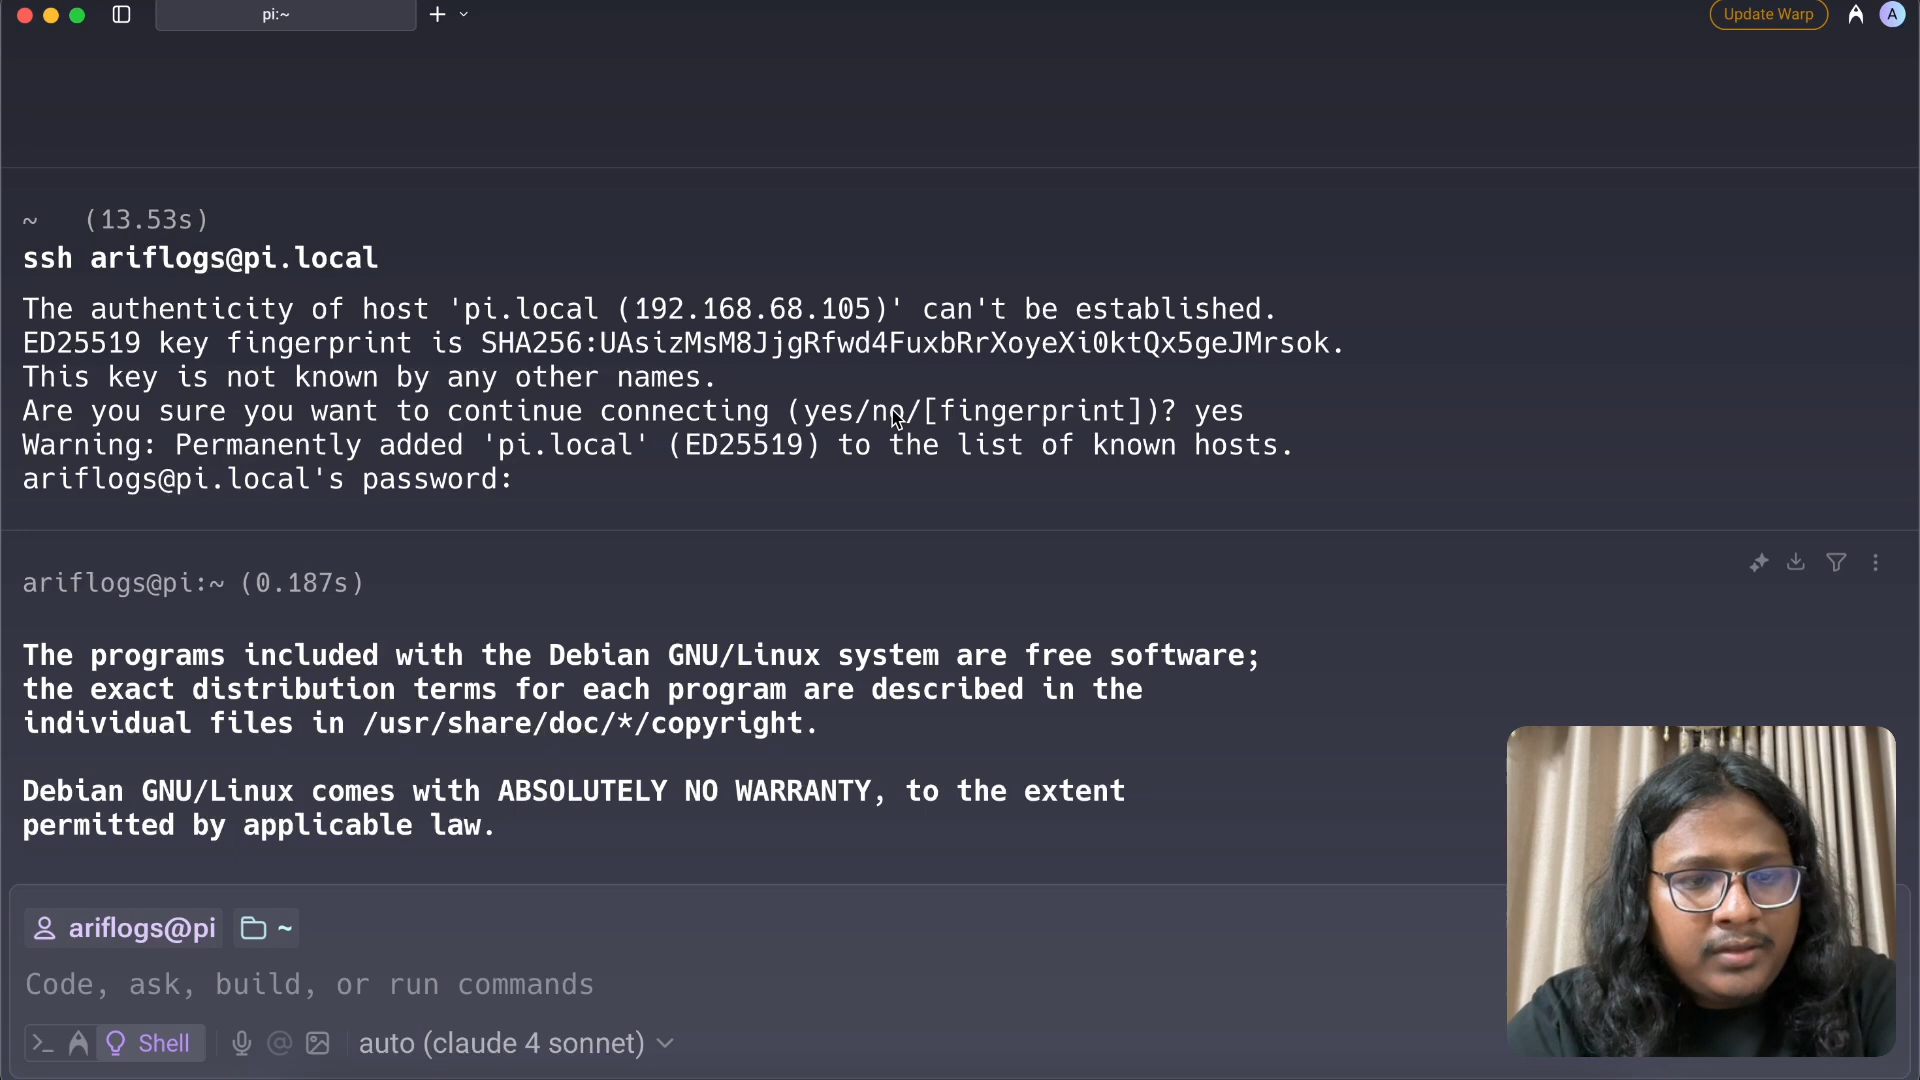 pi:~
Update Warp
A
~ (13.53s)
ssh ariflogs@pi.local
The authenticity of host 'pi.local (192.168.68.105)' can't be established.
ED25519 key fingerprint is SHA256:UAsizMsM8JjgRfwd4FuxbRrXoyeXi0ktQx5geJMrsok.
This key is not known by any other names.
Are you sure you want to continue connecting (yes/no/[fingerprint])? yes
Warning: Permanently added 'pi.local' (ED25519) to the list of known hosts.
ariflogs@pi.local's password:
ariflogs@pi:~ (0.187s)
The programs included with the Debian GNU/Linux system are free software;
the exact distribution terms for each program are described in the
individual files in /usr/share/doc/*/copyright.
Debian GNU/Linux comes with ABSOLUTELY NO WARRANTY, to the extent
permitted by applicable law.
ariflogs@pi ~
Code, ask, build, or run commands
Shell auto (claude 4 sonnet)